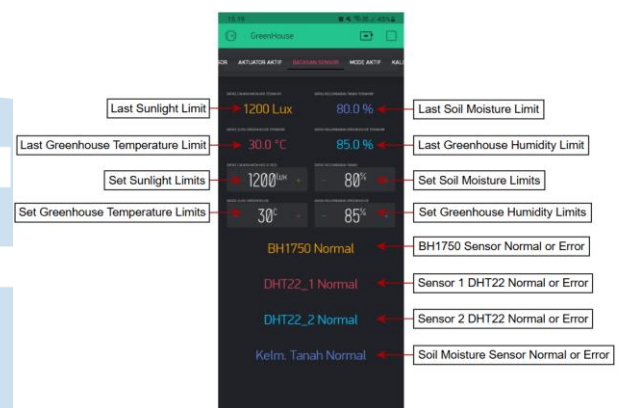 GreenHouse
AKTUATOR AKTIF
BATASAN SENSOR
MODE AKTIF
Last Sunlight Limit
1200 Lux
80.0 %
Last Soil Moisture Limit
Last Greenhouse Temperature Limit
30.0 °C
85.0 %
Last Greenhouse Humidity Limit
Set Sunlight Limits
1200 lux +
- 80%
Set Soil Moisture Limits
Set Greenhouse Temperature Limits
30 C +
- 85% +
Set Greenhouse Humidity Limits
BH1750 Normal
BH1750 Sensor Normal or Error
DHT22_1 Normal
Sensor 1 DHT22 Normal or Error
DHT22_2 Normal
Sensor 2 DHT22 Normal or Error
Kelm. Tanah Normal
Soil Moisture Sensor Normal or Error